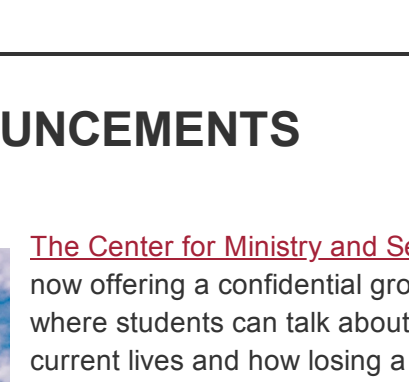 UNCEMENTS
The Center for Ministry and Se
now offering a confidential gro
where students can talk about
current lives and how losing a